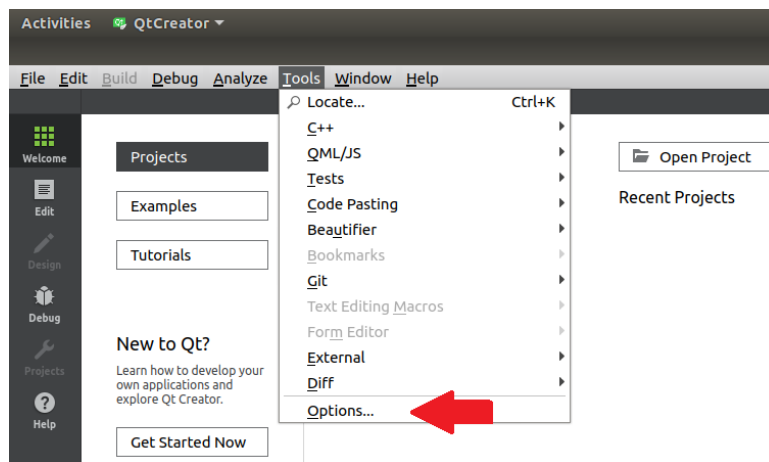 Activities QtCreator
File Edit Build Debug Analyze Tools Window Help
Locate... Ctrl+K
C++
QML/JS
Tests
Code Pasting
Beautifier
Bookmarks
Git
Text Editing Macros
Form Editor
External
Diff
Options...
Welcome
Edit
Design
Debug
Projects
Help
Projects
Examples
Tutorials
New to Qt?
Learn how to develop your
own applications and
explore Qt Creator.
Get Started Now
Open Project
Recent Projects